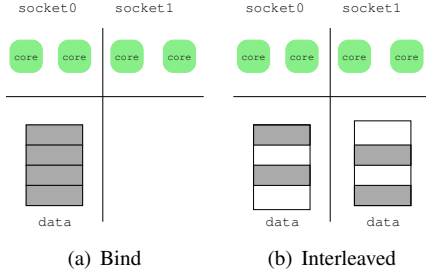 socket0 socket1 socket0 socket1
core core core core core core core core
data data data
(a) Bind (b) Interleaved